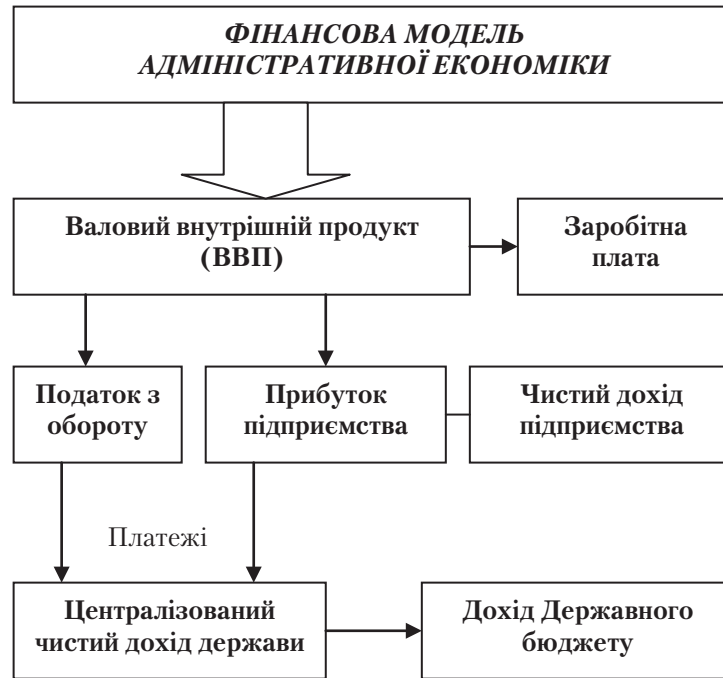 ФІНАНСОВА МОДЕЛЬ
АДМІНІСТРАТИВНОЇ ЕКОНОМІКИ
Валовий внутрішній продукт
(ВВП)
Заробітна
плата
Податок з
обороту
Прибуток
підприємства
Чистий дохід
підприємства
Платежі
Централізований
чистий дохід держави
Дохід Державного
бюджету